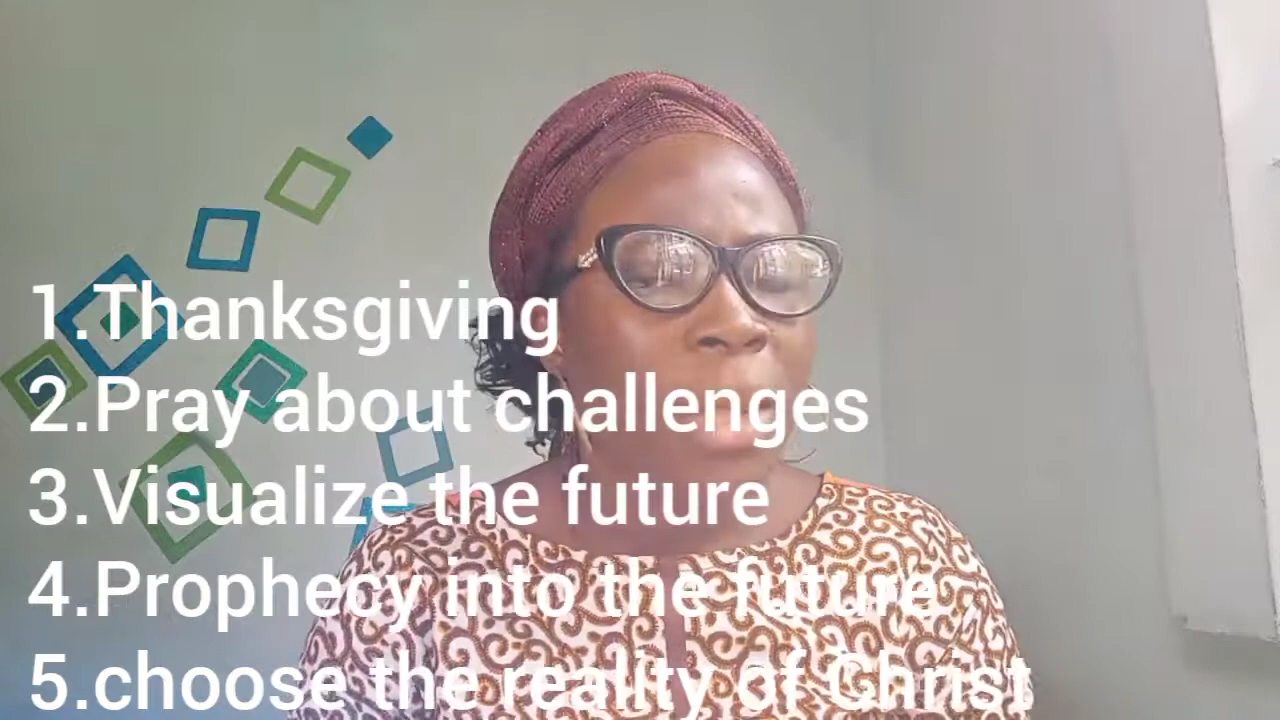 1.Thanksgiving
2.Pray about challenges
3.Visualize the future
4.Prophecy into the future
5.choose the reality of Christ